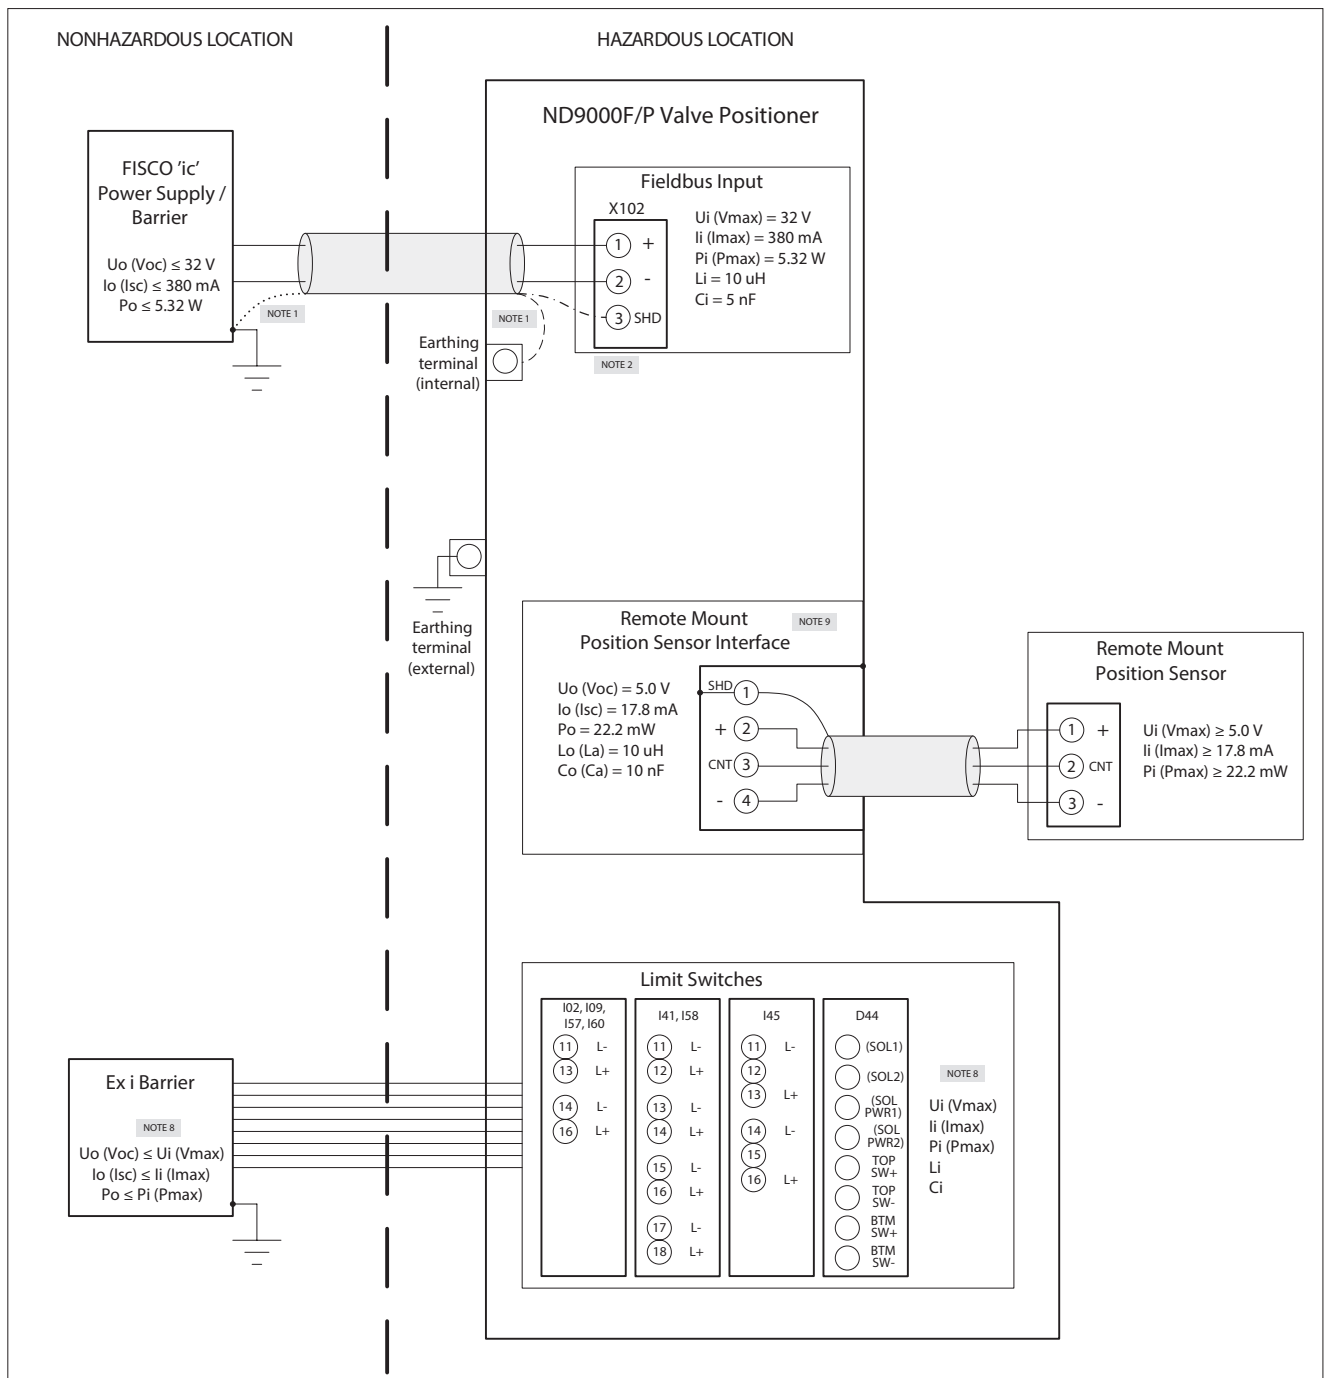 NONHAZARDOUS LOCATION
HAZARDOUS LOCATION
ND9000F/P Valve Positioner
FISCO 'ic'
Power Supply /
Barrier
Uo (Voc) ≤ 32 V
Io (Isc) ≤ 380 mA
Po ≤ 5.32 W
NOTE 1
NOTE 1
Fieldbus Input
X102
1 +
2 -
3 SHD
Ui (Vmax) = 32 V
Ii (Imax) = 380 mA
Pi (Pmax) = 5.32 W
Li = 10 uH
Ci = 5 nF
NOTE 2
Earthing
terminal
(internal)
Earthing
terminal
(external)
Remote Mount
Position Sensor Interface
NOTE 9
Uo (Voc) = 5.0 V
Io (Isc) = 17.8 mA
Po = 22.2 mW
Lo (La) = 10 uH
Co (Ca) = 10 nF
SHD 1
+ 2
CNT 3
- 4
Remote Mount
Position Sensor
1 +
2 CNT
3 -
Ui (Vmax) ≥ 5.0 V
Ii (Imax) ≥ 17.8 mA
Pi (Pmax) ≥ 22.2 mW
Limit Switches
I02, I09,
I57, I60
11 L-
13 L+
14 L-
16 L+
I41, I58
11 L-
12 L+
13 L-
14 L+
15 L-
16 L+
17 L-
18 L+
I45
11 L-
12
13 L+
14 L-
15
16 L+
D44
(SOL1)
(SOL2)
(SOL
PWR1)
(SOL
PWR2)
TOP
SW+
TOP
SW-
BTM
SW+
BTM
SW-
NOTE 8
Ui (Vmax)
Ii (Imax)
Pi (Pmax)
Li
Ci
Ex i Barrier
NOTE 8
Uo (Voc) ≤ Ui (Vmax)
Io (Isc) ≤ Ii (Imax)
Po ≤ Pi (Pmax)